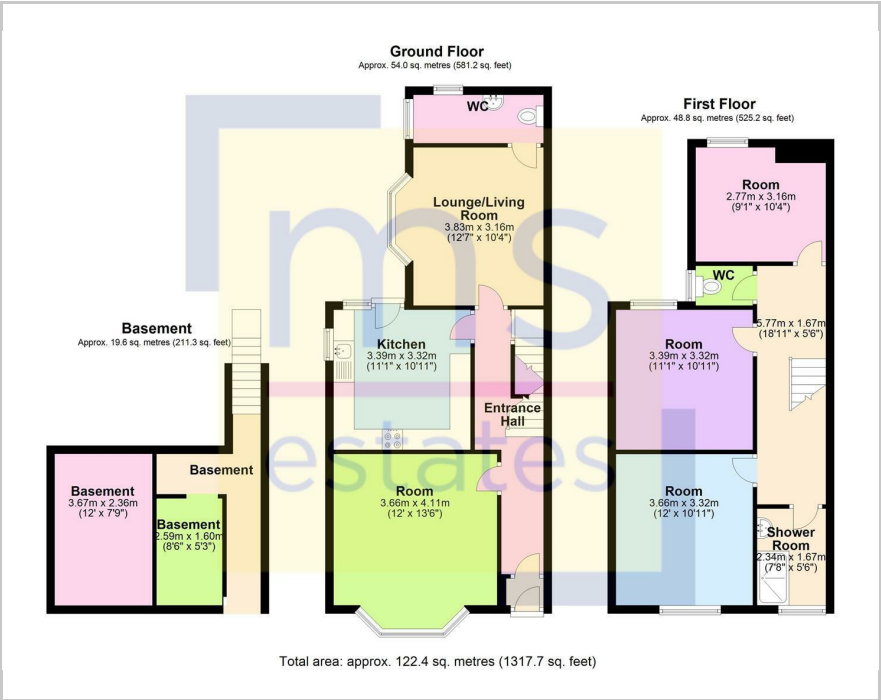 Ground Floor
Approx. 54.0 sq. metres (581.2 sq. feet)
WC
Lounge/Living
Room
3.83m x 3.16m
(12'7" x 10'4")
Kitchen
3.39m x 3.32m
(11'1" x 10'11")
Entrance
Hall
Room
3.66m x 4.11m
(12' x 13'6")
First Floor
Approx. 48.8 sq. metres (525.2 sq. feet)
Room
2.77m x 3.16m
(9'1" x 10'4")
WC
5.77m x 1.67m
(18'11" x 5'6")
Room
3.39m x 3.32m
(11'1" x 10'11")
Room
3.66m x 3.32m
(12' x 10'11")
Shower
Room
2.34m x 1.67m
(7'8" x 5'6")
Basement
Approx. 19.6 sq. metres (211.3 sq. feet)
Basement
Basement
3.67m x 2.36m
(12' x 7'9")
Basement
2.59m x 1.60m
(8'6" x 5'3")
ms
estates
Total area: approx. 122.4 sq. metres (1317.7 sq. feet)